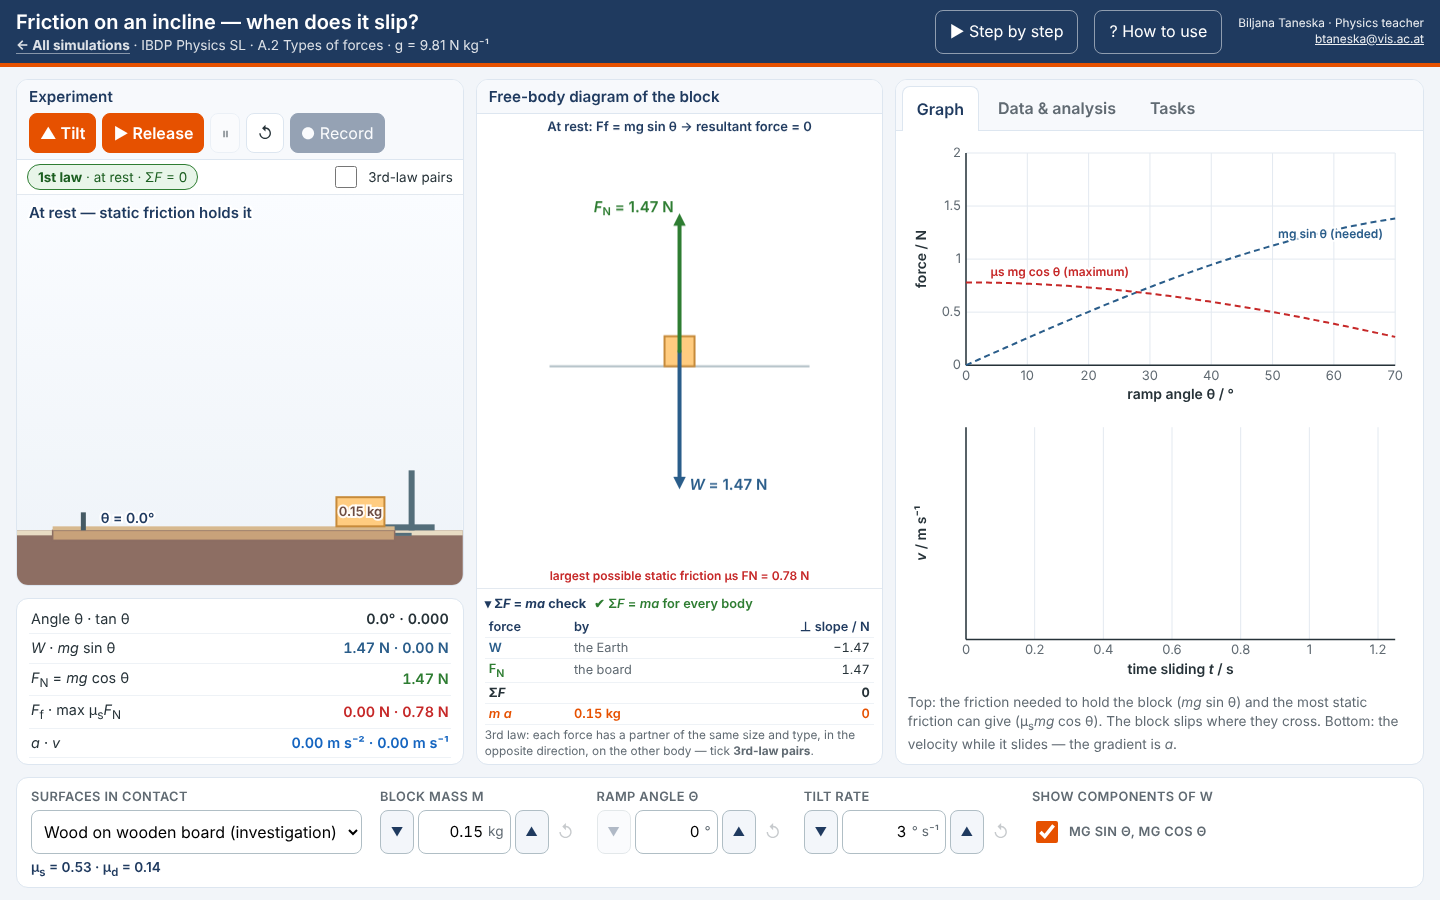 Friction on an incline — when does it slip?
← All simulations · IBDP Physics SL · A.2 Types of forces · g = 9.81 N kg⁻¹
▶ Step by step
? How to use
Biljana Taneska · Physics teacher
btaneska@vis.ac.at
Experiment
▲ Tilt
▶ Release
⏸
↺
● Record
1st law · at rest · ΣF = 0
3rd-law pairs
At rest — static friction holds it
θ = 0.0°
0.15 kg
Angle θ · tan θ 0.0° · 0.000
W · mg sin θ 1.47 N · 0.00 N
F_N = mg cos θ 1.47 N
F_f · max μ_sF_N 0.00 N · 0.78 N
a · v 0.00 m s⁻² · 0.00 m s⁻¹
Free-body diagram of the block
At rest: Ff = mg sin θ → resultant force = 0
F_N = 1.47 N
W = 1.47 N
largest possible static friction μs FN = 0.78 N
▾ ΣF = ma check ✔ ΣF = ma for every body
force by ⊥ slope / N
W the Earth −1.47
F_N the board 1.47
ΣF 0
m a 0.15 kg 0
3rd law: each force has a partner of the same size and type, in the
opposite direction, on the other body — tick 3rd-law pairs.
Graph
Data & analysis
Tasks
2
1.5
1
0.5
0
force / N
mg sin θ (needed)
μs mg cos θ (maximum)
0 10 20 30 40 50 60 70
ramp angle θ / °
v / m s⁻¹
0 0.2 0.4 0.6 0.8 1 1.2
time sliding t / s
Top: the friction needed to hold the block (mg sin θ) and the most static
friction can give (μ_smg cos θ). The block slips where they cross. Bottom: the
velocity while it slides — the gradient is a.
SURFACES IN CONTACT
Wood on wooden board (investigation)
μ_s = 0.53 · μ_d = 0.14
BLOCK MASS M
▼ 0.15 kg ▲ ↺
RAMP ANGLE Θ
▼ 0 ° ▲ ↺
TILT RATE
▼ 3 ° s⁻¹ ▲ ↺
SHOW COMPONENTS OF W
MG SIN Θ, MG COS Θ